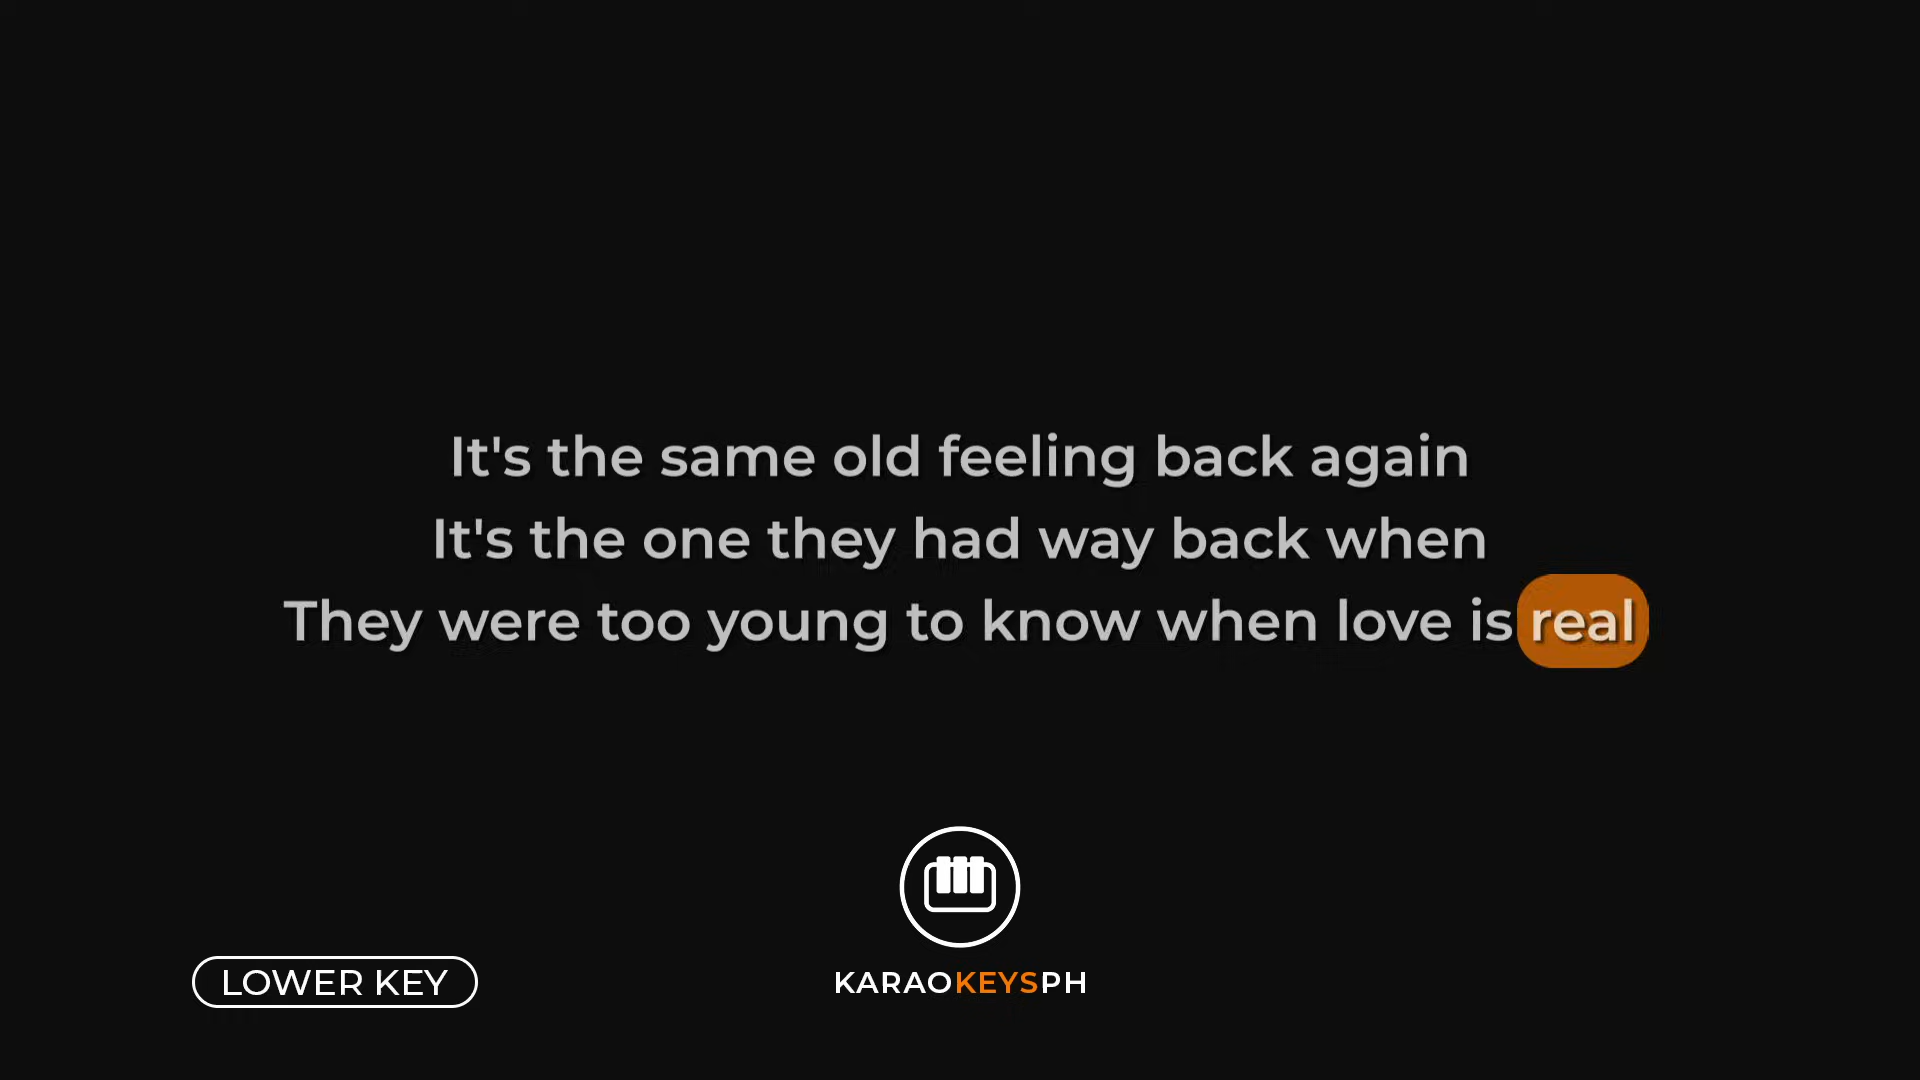 It's the same old feeling back again
It's the one they had way back when
They were too young to know when love is real
LOWER KEY
KARAOKEYSPH